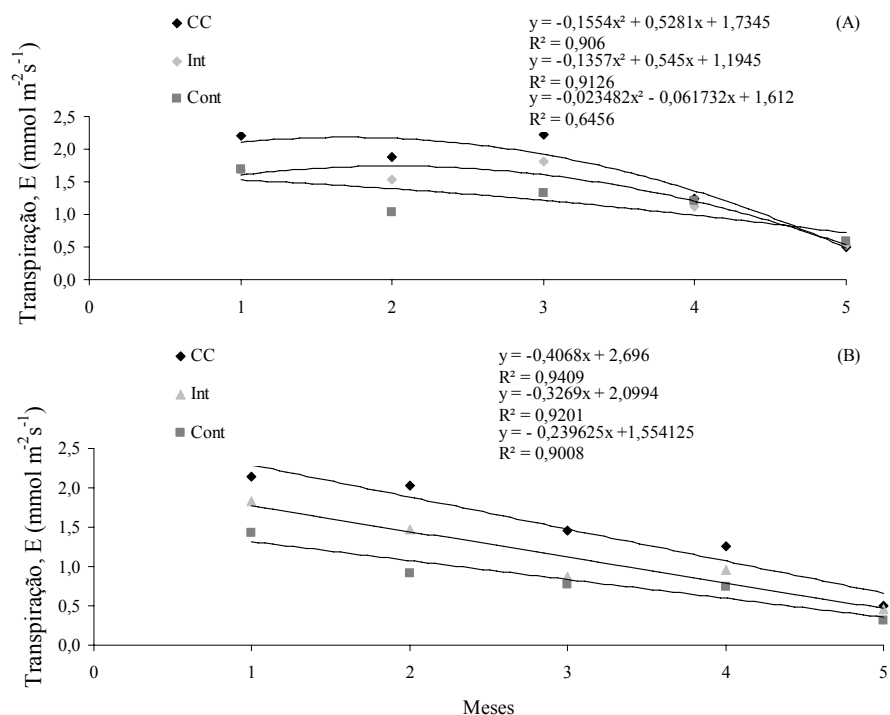 CC
y = -0,1554x² + 0,5281x + 1,7345
(A)
R² = 0,906
Int
y = -0,1357x² + 0,545x + 1,1945
R² = 0,9126
Cont
y = -0,023482x² - 0,061732x + 1,612
R² = 0,6456
Transpiração, E (mmol m⁻²s⁻¹)
2,5
2,0
1,5
1,0
0,5
0,0
0 1 2 3 4 5
CC
y = -0,4068x + 2,696
(B)
R² = 0,9409
Int
y = -0,3269x + 2,0994
R² = 0,9201
Cont
y = - 0,239625x +1,554125
R² = 0,9008
Transpiração, E (mmol m⁻²s⁻¹)
2,5
2,0
1,5
1,0
0,5
0,0
0 1 2 3 4 5
Meses